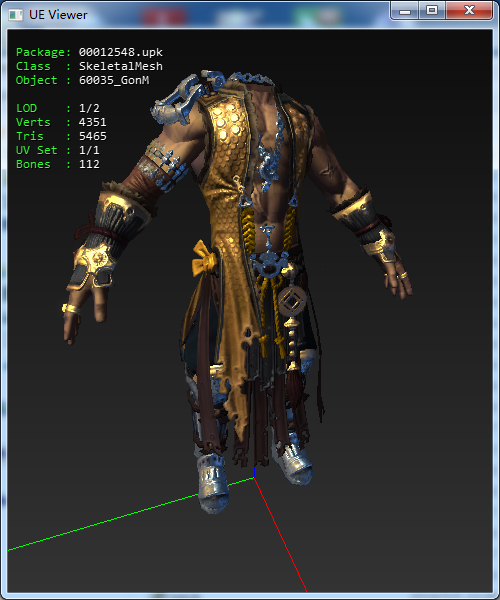 UE Viewer
Package: 00012548.upk
Class : SkeletalMesh
Object : 60035_GonM
LOD : 1/2
Verts : 4351
Tris : 5465
UV Set : 1/1
Bones : 112